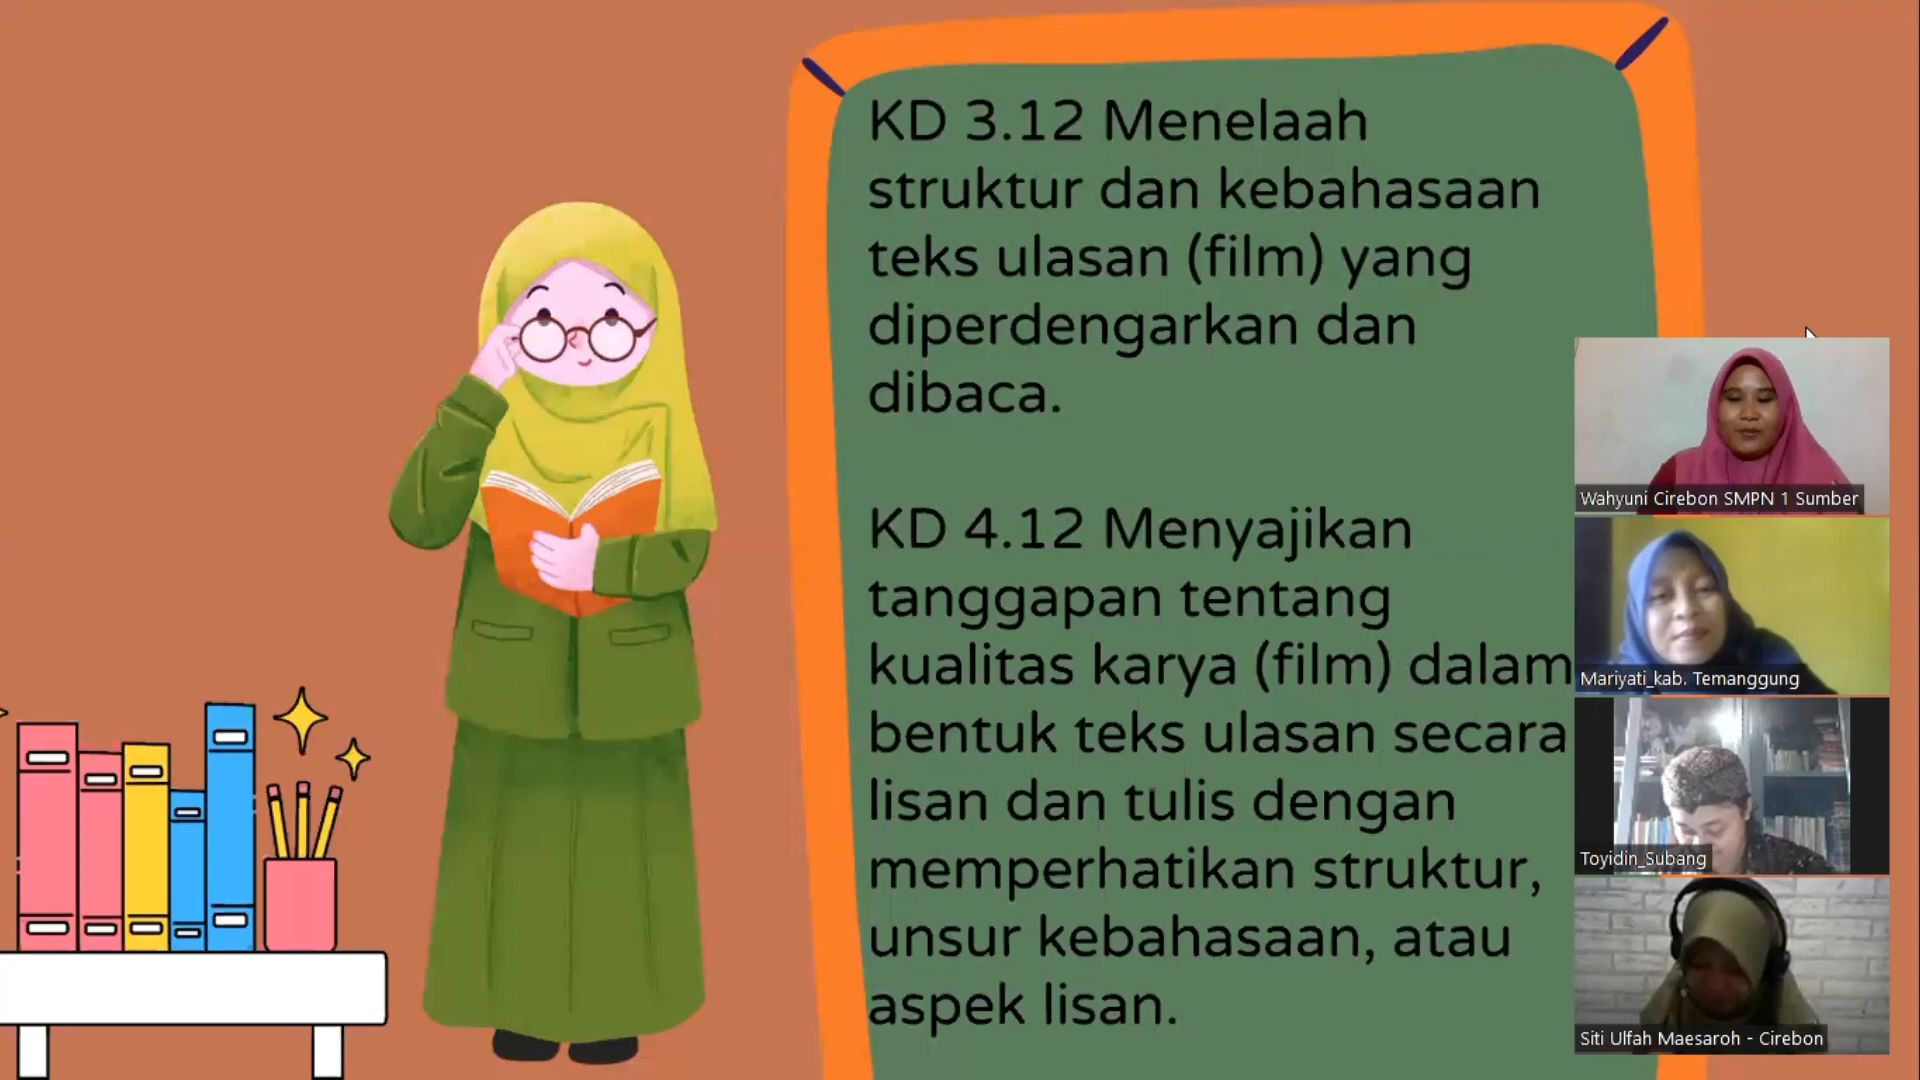 KD 3.12 Menelaah
struktur dan kebahasaan
teks ulasan (film) yang
diperdengarkan dan
dibaca.
KD 4.12 Menyajikan
tanggapan tentang
kualitas karya (film) dalam
bentuk teks ulasan secara
lisan dan tulis dengan
memperhatikan struktur,
unsur kebahasaan, atau
aspek lisan.
Wahyuni Cirebon SMPN 1 Sumber
Mariyati_kab. Temanggung
Toyidin_Subang
Siti Ulfah Maesaroh - Cirebon